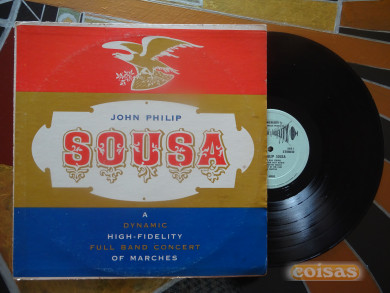 JOHN PHILIP
SOUSA
A
DYNAMIC
HIGH-FIDELITY
FULL BAND CONCERT
OF MARCHES
coisas